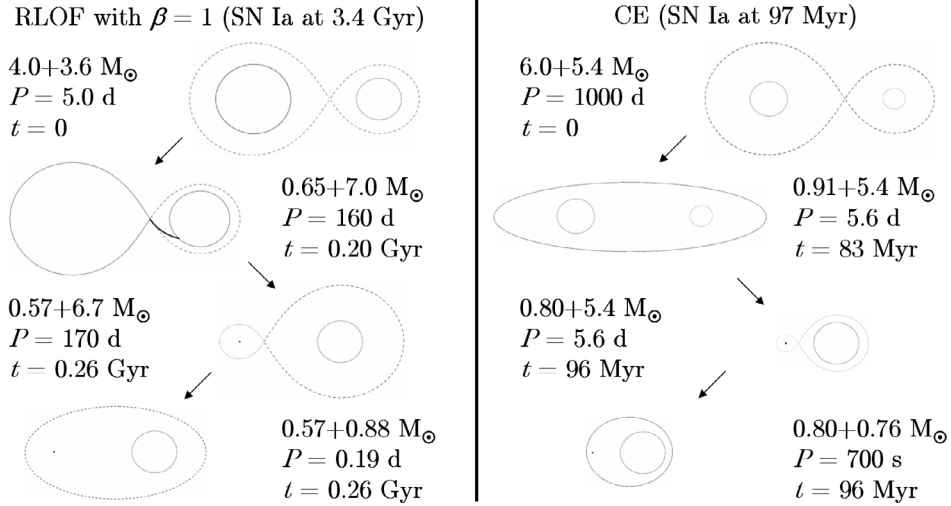 RLOF with β = 1 (SN Ia at 3.4 Gyr)
4.0+3.6 M⊙
P = 5.0 d
t = 0
0.65+7.0 M⊙
P = 160 d
t = 0.20 Gyr
0.57+6.7 M⊙
P = 170 d
t = 0.26 Gyr
0.57+0.88 M⊙
P = 0.19 d
t = 0.26 Gyr
CE (SN Ia at 97 Myr)
6.0+5.4 M⊙
P = 1000 d
t = 0
0.91+5.4 M⊙
P = 5.6 d
t = 83 Myr
0.80+5.4 M⊙
P = 5.6 d
t = 96 Myr
0.80+0.76 M⊙
P = 700 s
t = 96 Myr